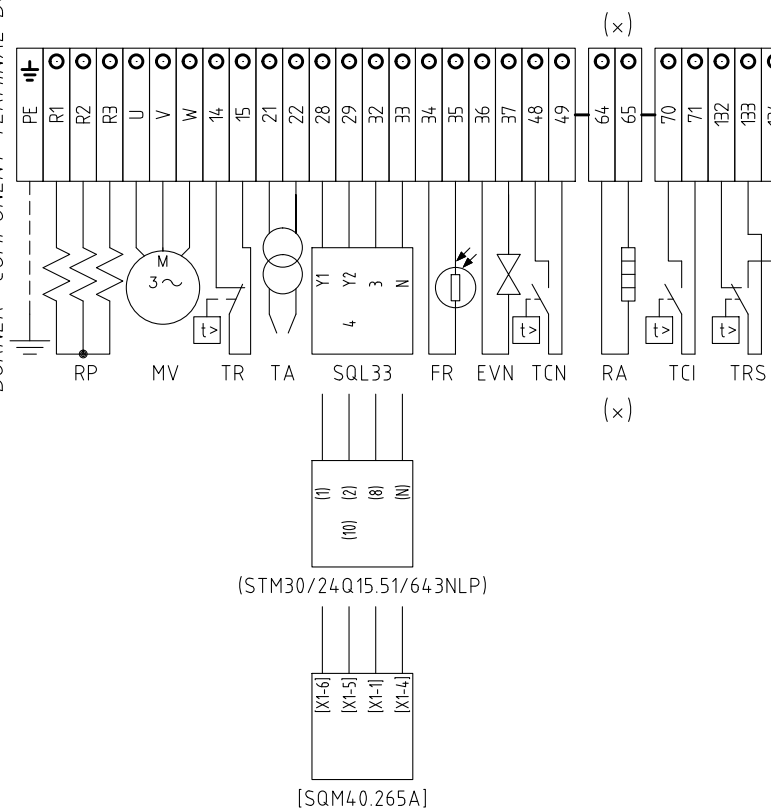 (x)
PE R1 R2 R3 U V W 14 15 21 22 28 29 32 33 34 35 36 37 48 49 64 65 70 71 132 133
M
3~
Y1 Y2 3 N
4
t> t> t> t>
RP MV TR TA SQL33 FR EVN TCN RA TCI TRS
(x)
(1) (2) (8) (N)
(10)
(STM30/24Q15.51/643NLP)
[X1-6] [X1-5] [X1-1] [X1-4]
[SQM40.265A]